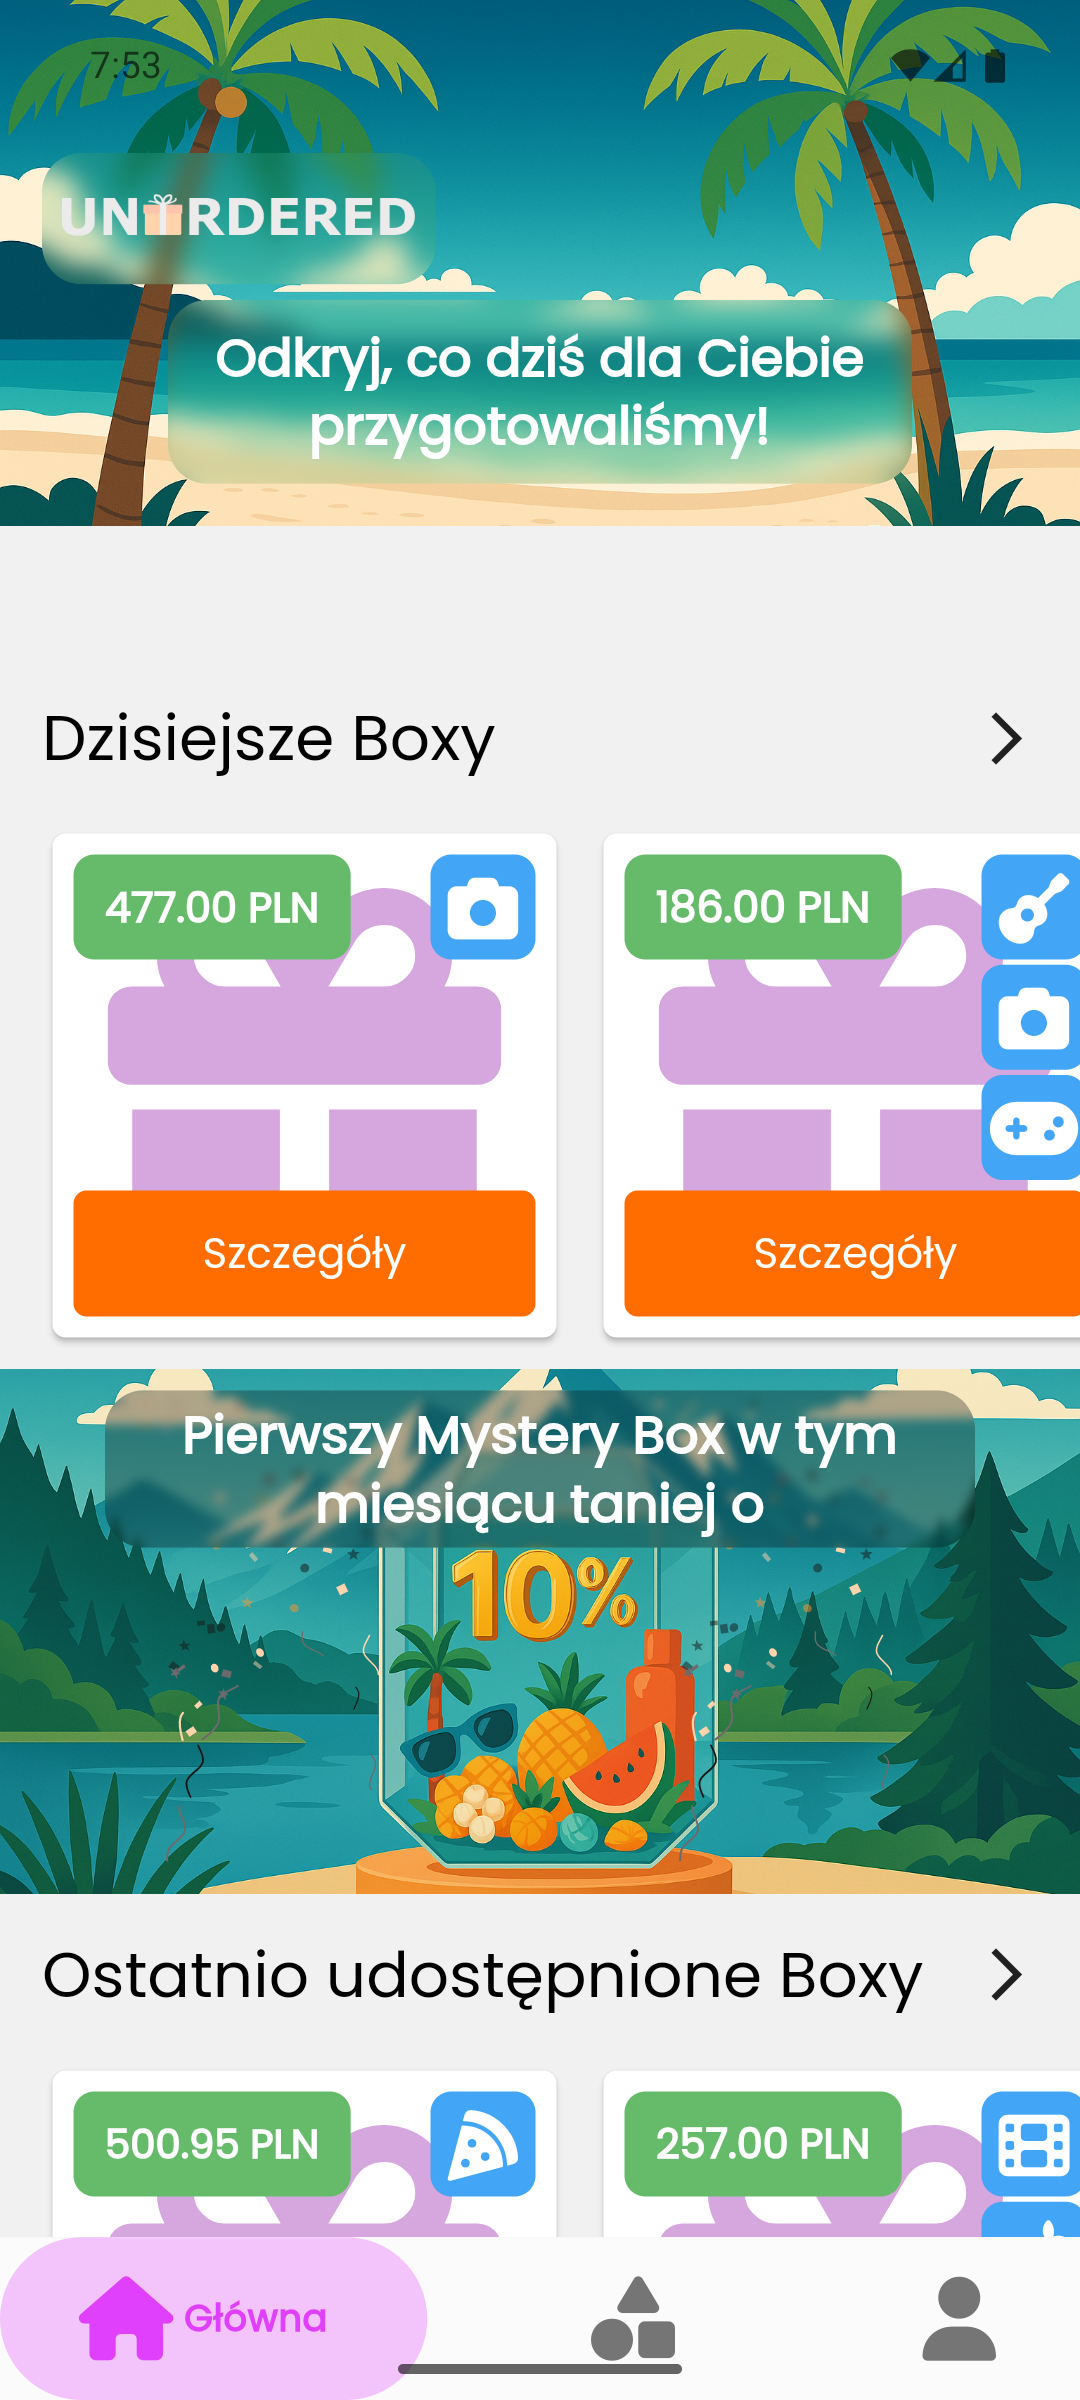 7:53
UNORDERED
Odkryj, co dziś dla Ciebie
przygotowaliśmy!
Dzisiejsze Boxy
477.00 PLN
186.00 PLN
Szczegóły
Szczegóły
Pierwszy Mystery Box w tym
miesiącu taniej o
10%
Ostatnio udostępnione Boxy
500.95 PLN
257.00 PLN
Główna